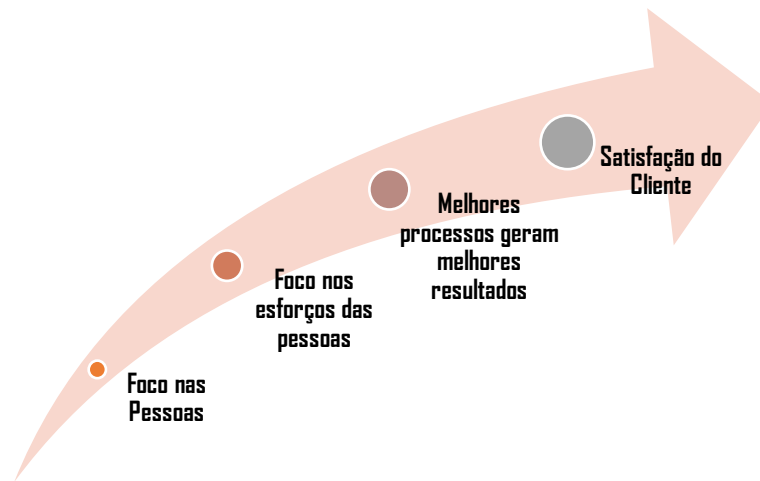 Foco nas
Pessoas
Foco nos
esforços das
pessoas
Melhores
processos geram
melhores
resultados
Satisfação do
Cliente